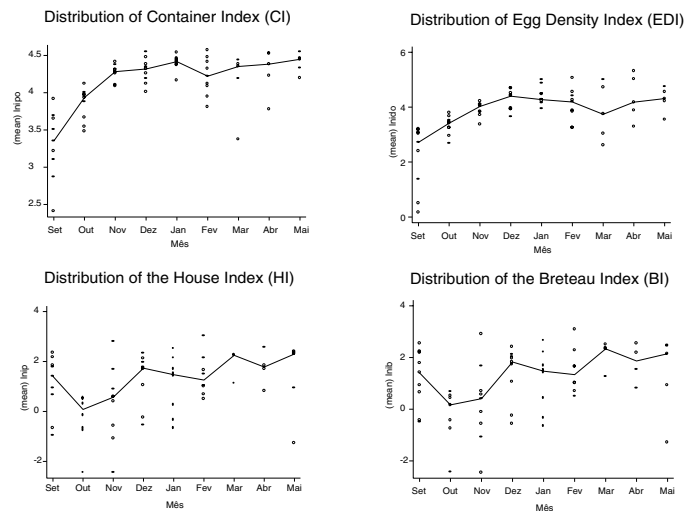 Distribution of Container Index (CI)
(mean) lnipo
4.5
4
3.5
3
2.5
Set Out Nov Dez Jan Fev Mar Abr Mai
Mês
Distribution of Egg Density Index (EDI)
(mean) lnido
6
4
2
0
Set Out Nov Dez Jan Fev Mar Abr Mai
Mês
Distribution of the House Index (HI)
(mean) lnip
4
2
0
-2
Set Out Nov Dez Jan Fev Mar Abr Mai
Mês
Distribution of the Breteau Index (BI)
(mean) lnib
4
2
0
-2
Set Out Nov Dez Jan Fev Mar Abr Mai
Mês